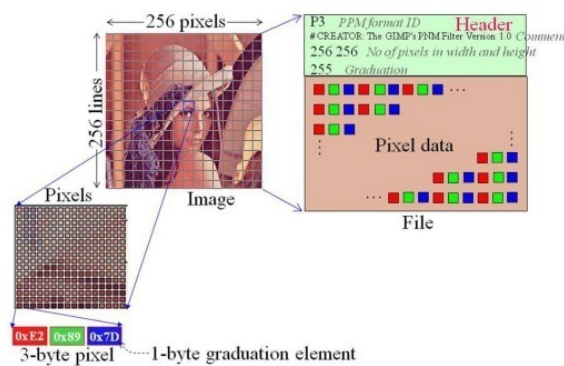 256 pixels
256 lines
Pixels
Image
P3 PPM format ID Header
# CREATOR: The GIMP's PNM Filter Version 1.0 Comment
256 256 No of pixels in width and height
255 Graduation
...
Pixel data
...
File
0xE2 0x89 0x7D
3-byte pixel
1-byte graduation element